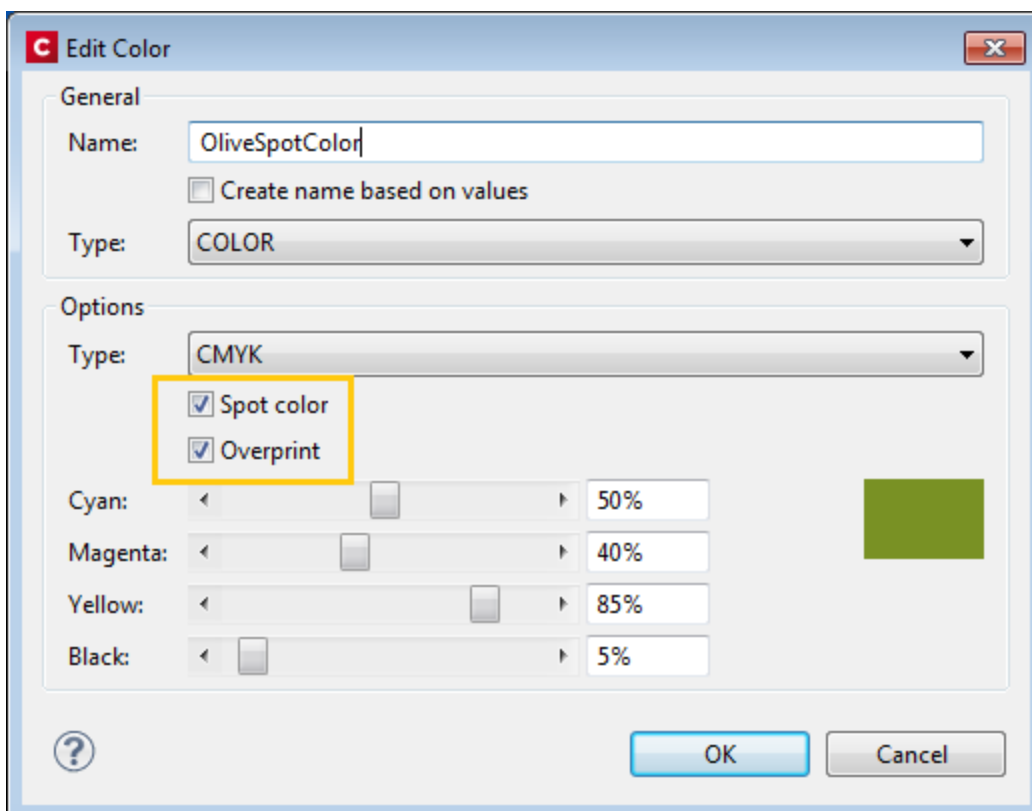 C Edit Color
General
Name: OliveSpotColor
Create name based on values
Type: COLOR
Options
Type: CMYK
Spot color
Overprint
Cyan: 50%
Magenta: 40%
Yellow: 85%
Black: 5%
? OK Cancel